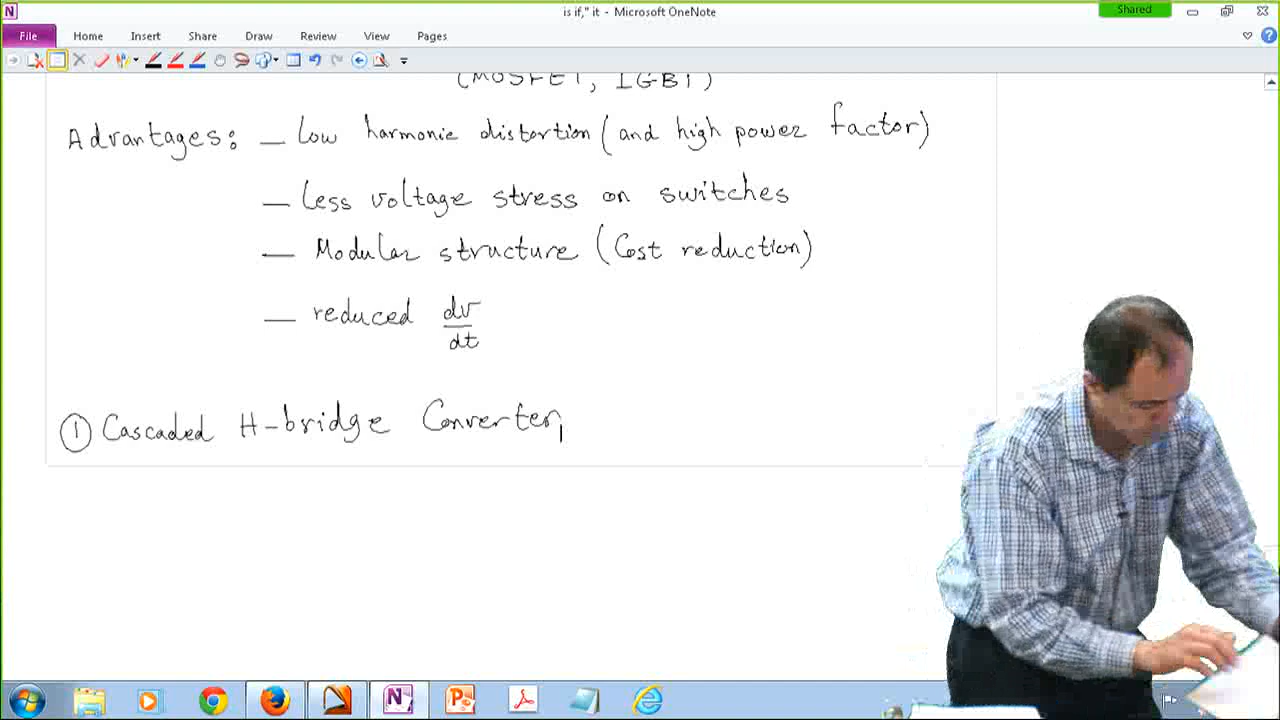 is if," it - Microsoft OneNote
Shared
File Home Insert Share Draw Review View Pages
(MOSFET, IGBT)
Advantages: — low harmonic distortion (and high power factor)
— less voltage stress on switches
— Modular structure (Cost reduction)
— reduced dv/dt
① Cascaded H-bridge Converter,